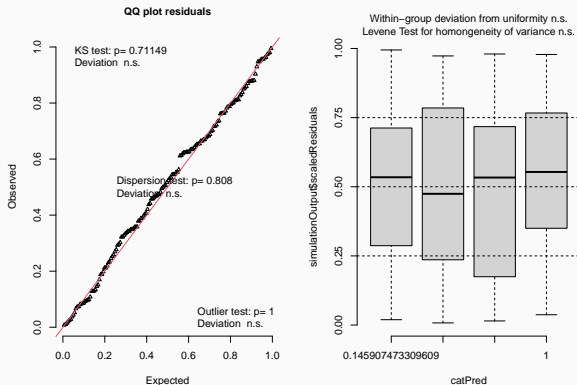 QQ plot residuals
KS test: p= 0.71149
Deviation n.s.
Dispersion test: p= 0.808
Deviation n.s.
Outlier test: p= 1
Deviation n.s.
Observed
1.0
0.8
0.6
0.4
0.2
0.0
0.0 0.2 0.4 0.6 0.8 1.0
Expected
Within-group deviation from uniformity n.s.
Levene Test for homongeneity of variance n.s.
simulationOutput$scaledResiduals
1.00
0.75
0.50
0.25
0.00
0.145907473309609 1
catPred